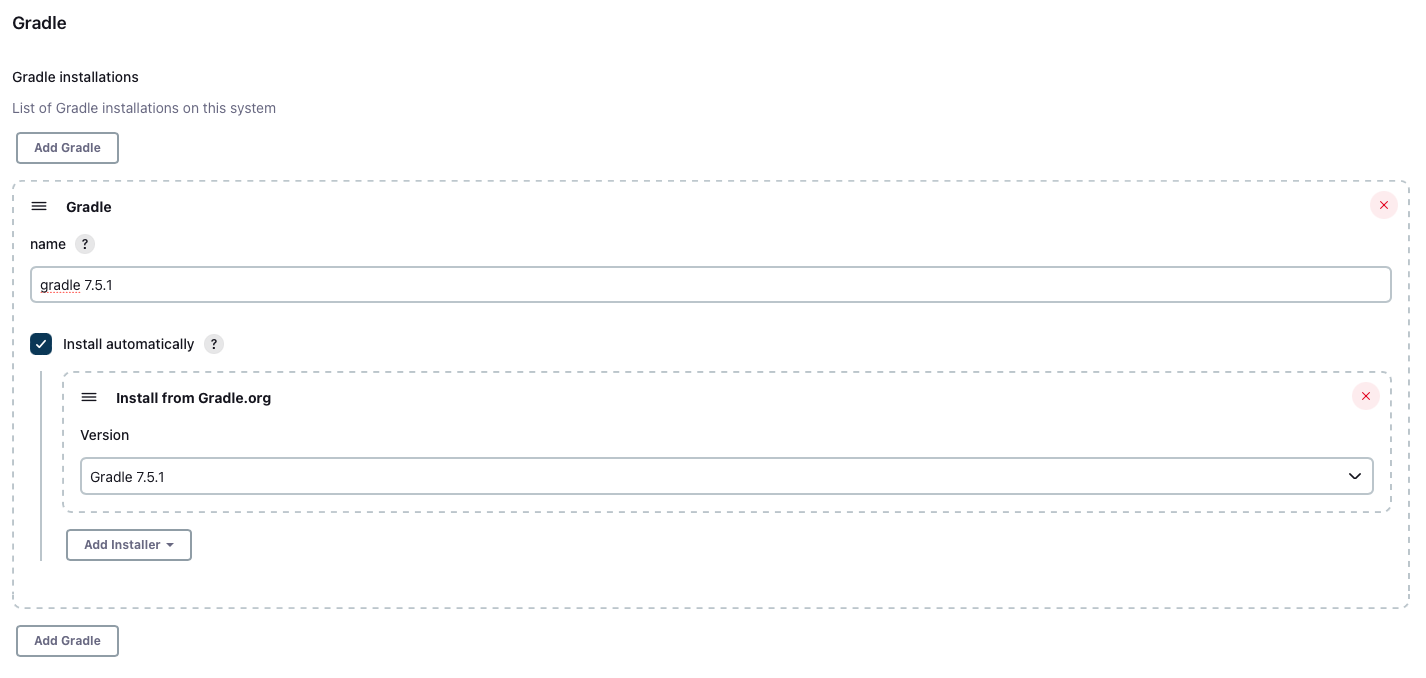 Gradle
Gradle installations
List of Gradle installations on this system
Add Gradle
Gradle
name ?
gradle 7.5.1
Install automatically ?
Install from Gradle.org
Version
Gradle 7.5.1
Add Installer
Add Gradle